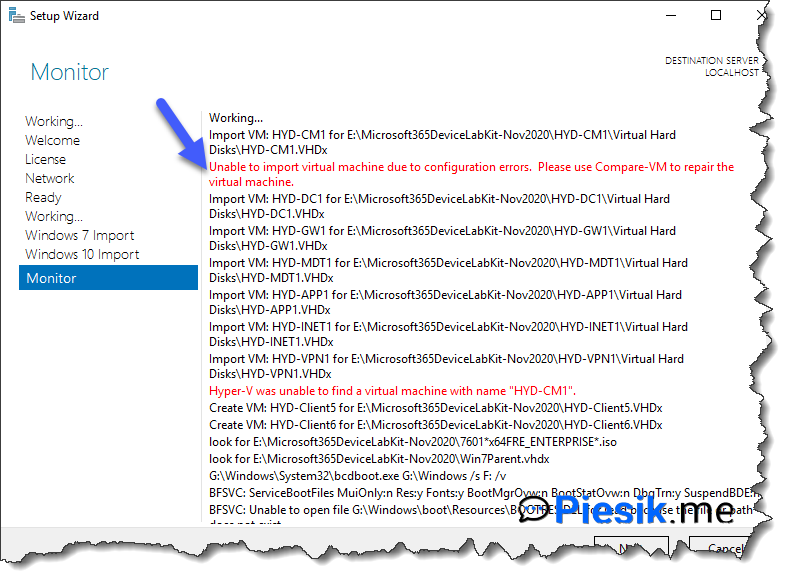 Setup Wizard
Monitor
DESTINATION SERVER
LOCALHOST
Working...
Welcome
License
Network
Ready
Working...
Windows 7 Import
Windows 10 Import
Monitor
Working...
Import VM: HYD-CM1 for E:\Microsoft365DeviceLabKit-Nov2020\HYD-CM1\Virtual Hard
Disks\HYD-CM1.VHDx
Unable to import virtual machine due to configuration errors.  Please use Compare-VM to repair the
virtual machine.
Import VM: HYD-DC1 for E:\Microsoft365DeviceLabKit-Nov2020\HYD-DC1\Virtual Hard
Disks\HYD-DC1.VHDx
Import VM: HYD-GW1 for E:\Microsoft365DeviceLabKit-Nov2020\HYD-GW1\Virtual Hard
Disks\HYD-GW1.VHDx
Import VM: HYD-MDT1 for E:\Microsoft365DeviceLabKit-Nov2020\HYD-MDT1\Virtual Hard
Disks\HYD-MDT1.VHDx
Import VM: HYD-APP1 for E:\Microsoft365DeviceLabKit-Nov2020\HYD-APP1\Virtual Hard
Disks\HYD-APP1.VHDx
Import VM: HYD-INET1 for E:\Microsoft365DeviceLabKit-Nov2020\HYD-INET1\Virtual Hard
Disks\HYD-INET1.VHDx
Import VM: HYD-VPN1 for E:\Microsoft365DeviceLabKit-Nov2020\HYD-VPN1\Virtual Hard
Disks\HYD-VPN1.VHDx
Hyper-V was unable to find a virtual machine with name "HYD-CM1".
Create VM: HYD-Client5 for E:\Microsoft365DeviceLabKit-Nov2020\HYD-Client5.VHDx
Create VM: HYD-Client6 for E:\Microsoft365DeviceLabKit-Nov2020\HYD-Client6.VHDx
look for E:\Microsoft365DeviceLabKit-Nov2020\7601*x64FRE_ENTERPRISE*.iso
look for E:\Microsoft365DeviceLabKit-Nov2020\Win7Parent.vhdx
G:\Windows\System32\bcdboot.exe G:\Windows /s F: /v
BFSVC: ServiceBootFiles MuiOnly:n Res:y Fonts:y BootMgrOvw:n BootStatOvw:n DbgTrn:y SuspendBDE:n
BFSVC: Unable to open file G:\Windows\boot\Resources\ for read because the file or path
does not exist
Piesik.me
Cancel